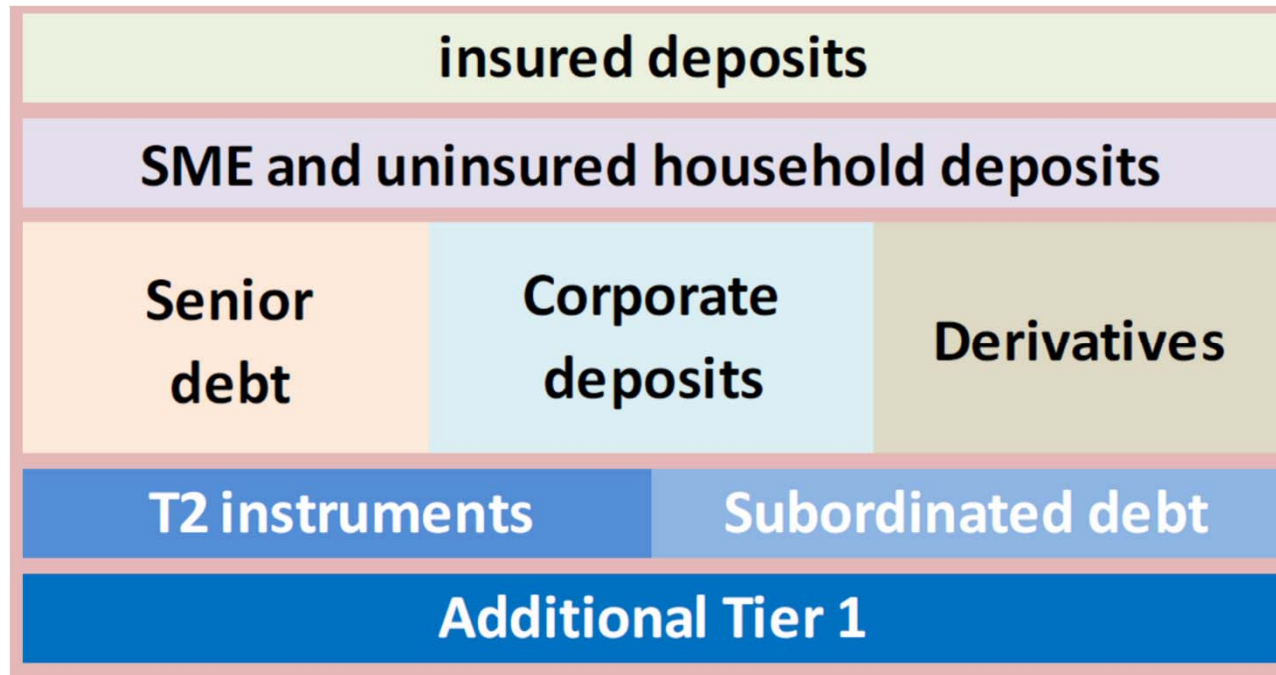 insured deposits
SME and uninsured household deposits
Senior
debt
Corporate
deposits
Derivatives
T2 instruments
Subordinated debt
Additional Tier 1